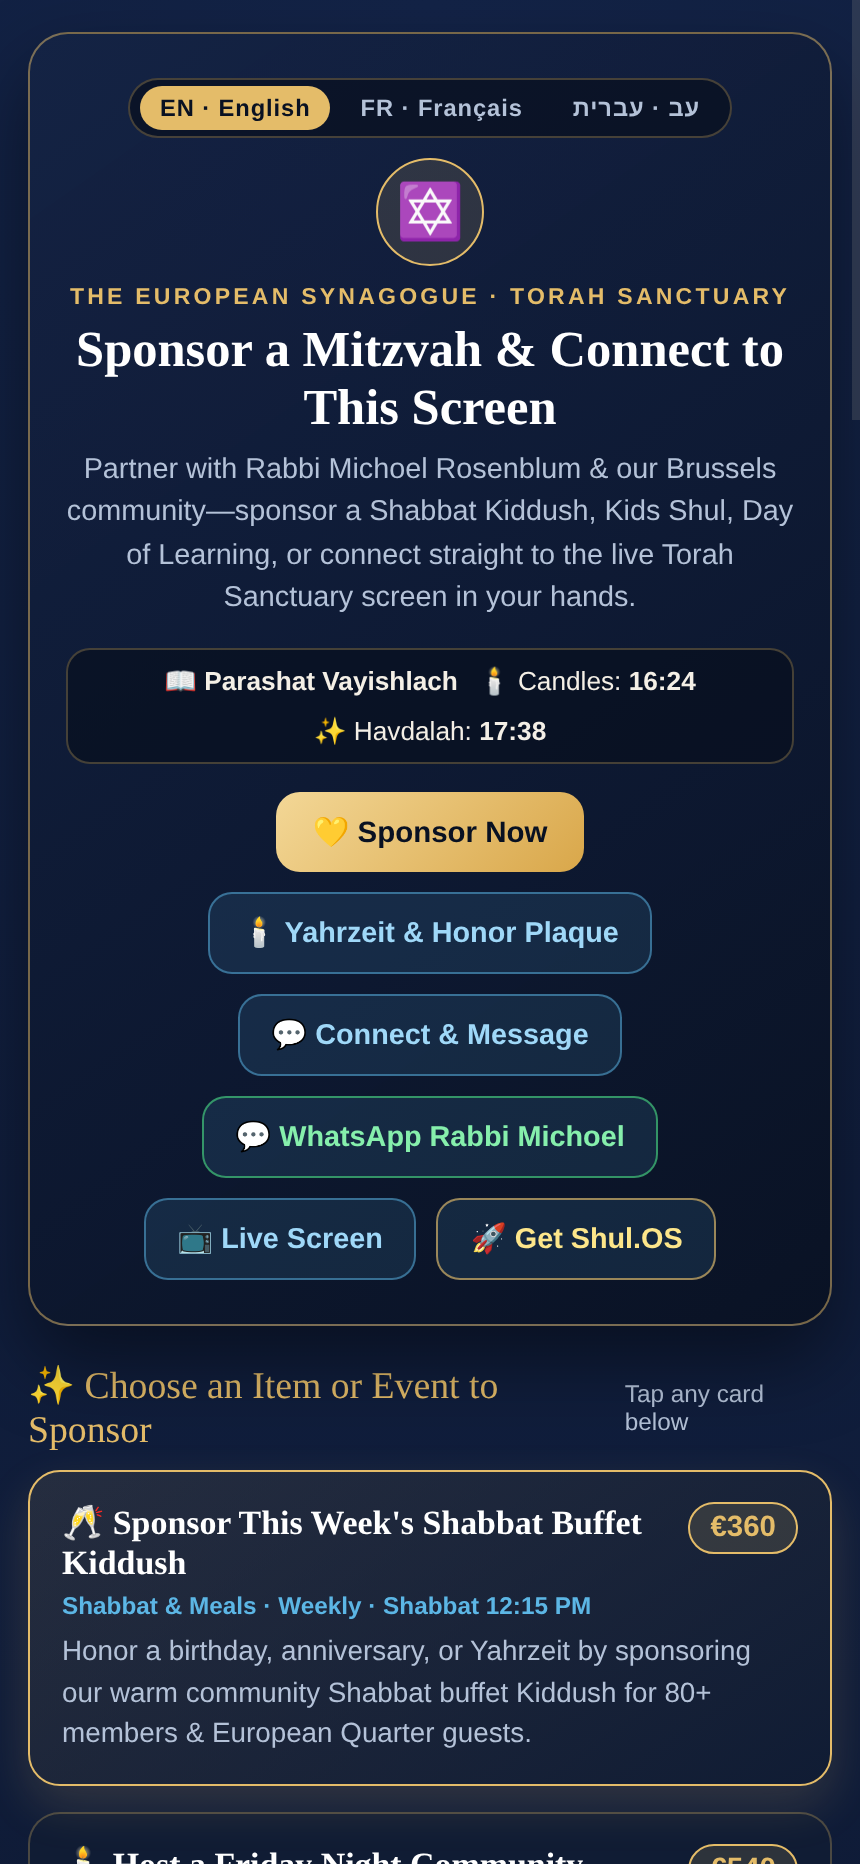 EN · English FR · Français עב · עברית
THE EUROPEAN SYNAGOGUE · TORAH SANCTUARY
Sponsor a Mitzvah & Connect to
This Screen
Partner with Rabbi Michoel Rosenblum & our Brussels
community—sponsor a Shabbat Kiddush, Kids Shul, Day
of Learning, or connect straight to the live Torah
Sanctuary screen in your hands.
📖 Parashat Vayishlach 🕯️ Candles: 16:24
✨ Havdalah: 17:38
💛 Sponsor Now
🕯️ Yahrzeit & Honor Plaque
💬 Connect & Message
💬 WhatsApp Rabbi Michoel
📺 Live Screen 🚀 Get Shul.OS
✨ Choose an Item or Event to
Sponsor
Tap any card
below
🥂 Sponsor This Week's Shabbat Buffet
Kiddush
€360
Shabbat & Meals · Weekly · Shabbat 12:15 PM
Honor a birthday, anniversary, or Yahrzeit by sponsoring
our warm community Shabbat buffet Kiddush for 80+
members & European Quarter guests.
🕯️ Host a Friday Night Community
€540